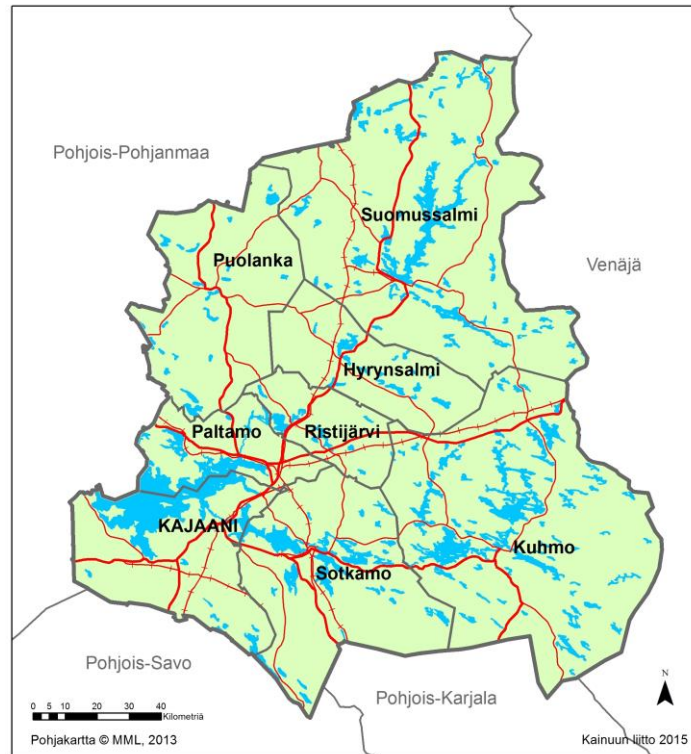 Pohjois-Pohjanmaa
Suomussalmi
Puolanka
Venäjä
Hyrynsalmi
Paltamo
Ristijärvi
KAJAANI
Kuhmo
Sotkamo
Pohjois-Savo
Pohjois-Karjala
N
0 5 10 20 30 40
Kilometriä
Pohjakartta © MML, 2013
Kainuun liitto 2015